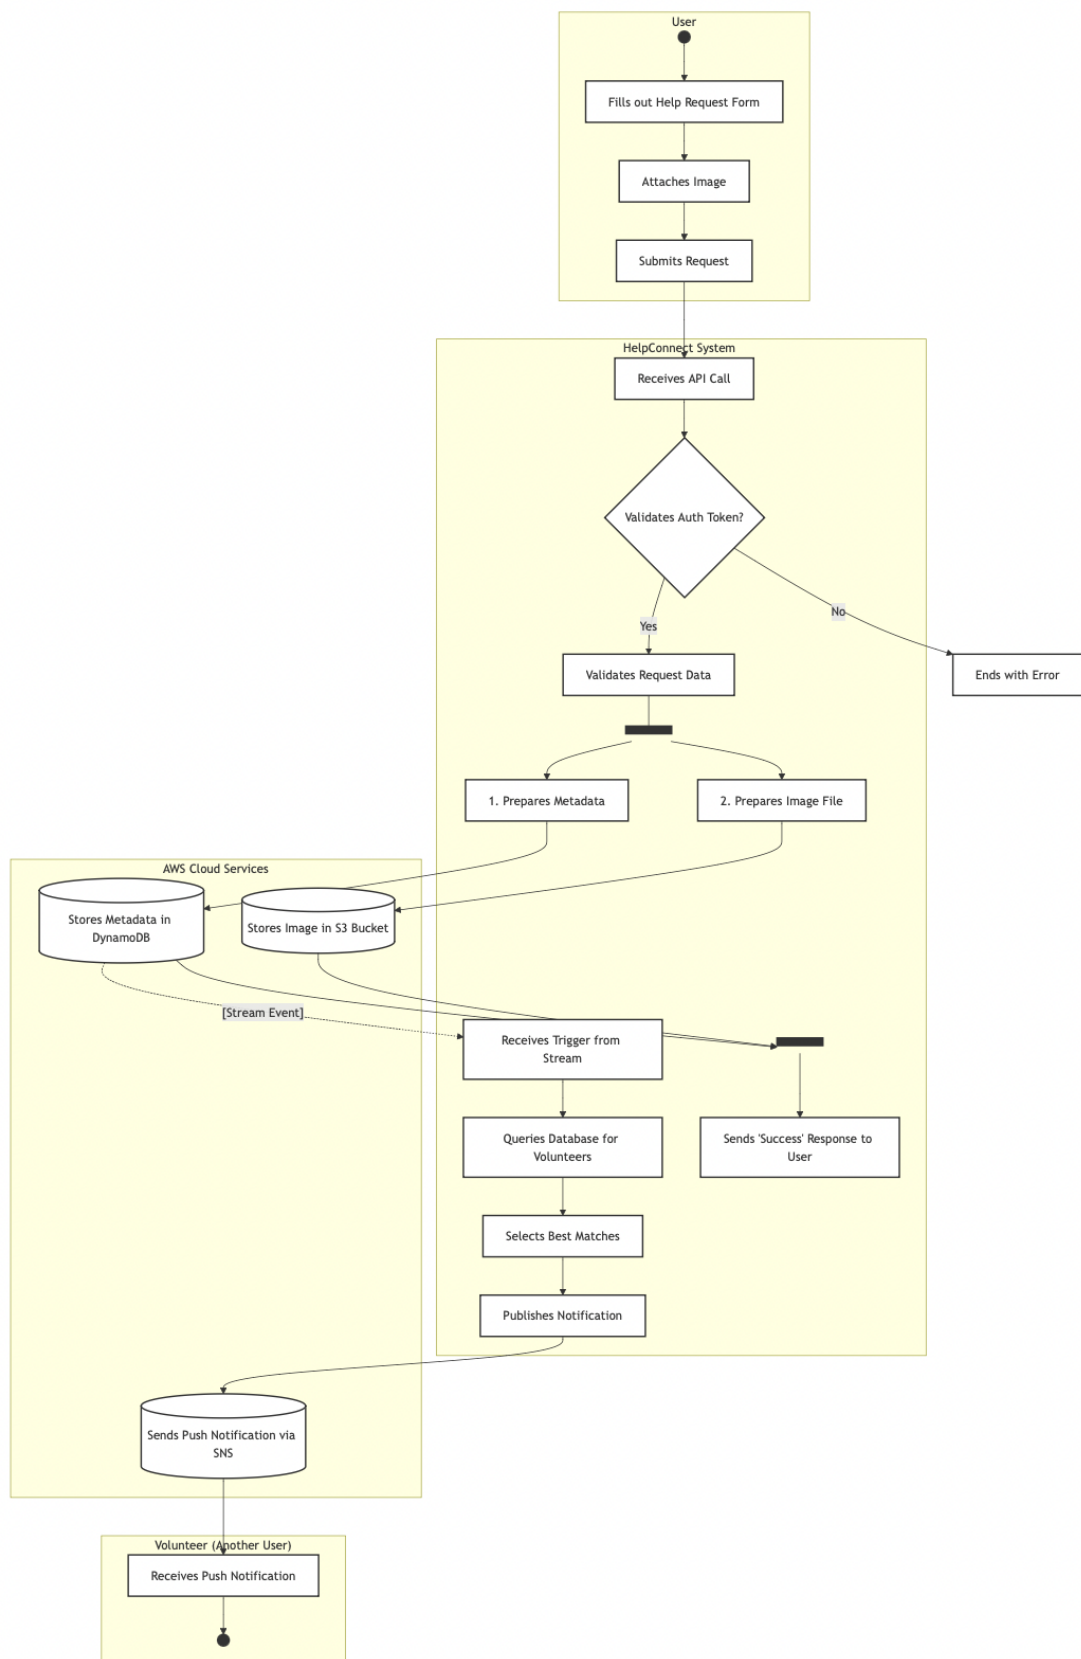 User
Fills out Help Request Form
Attaches Image
Submits Request
HelpConnect System
Receives API Call
Validates Auth Token?
No
Yes
Validates Request Data
Ends with Error
1. Prepares Metadata
2. Prepares Image File
AWS Cloud Services
Stores Metadata in
DynamoDB
Stores Image in S3 Bucket
[Stream Event]
Receives Trigger from
Stream
Queries Database for
Volunteers
Sends 'Success' Response to
User
Selects Best Matches
Publishes Notification
Sends Push Notification via
SNS
Volunteer (Another User)
Receives Push Notification